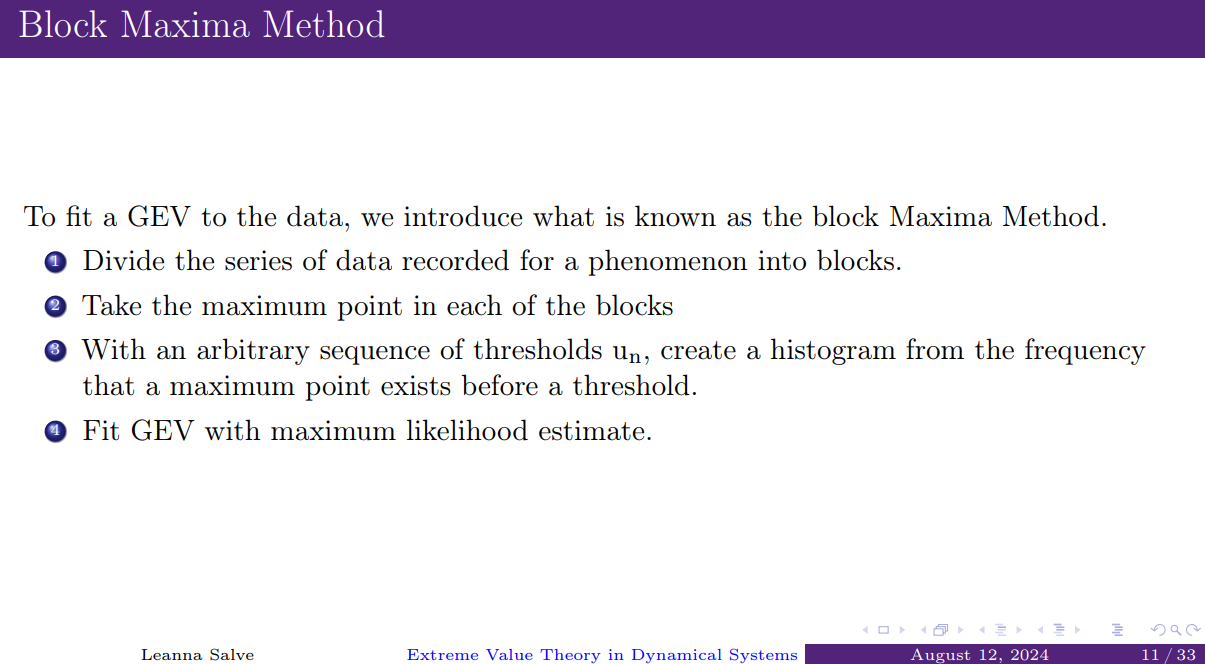 Block Maxima Method
To fit a GEV to the data, we introduce what is known as the block Maxima Method.
1 Divide the series of data recorded for a phenomenon into blocks.
2 Take the maximum point in each of the blocks
3 With an arbitrary sequence of thresholds uₙ, create a histogram from the frequency
that a maximum point exists before a threshold.
4 Fit GEV with maximum likelihood estimate.
Leanna Salve Extreme Value Theory in Dynamical Systems August 12, 2024 11 / 33